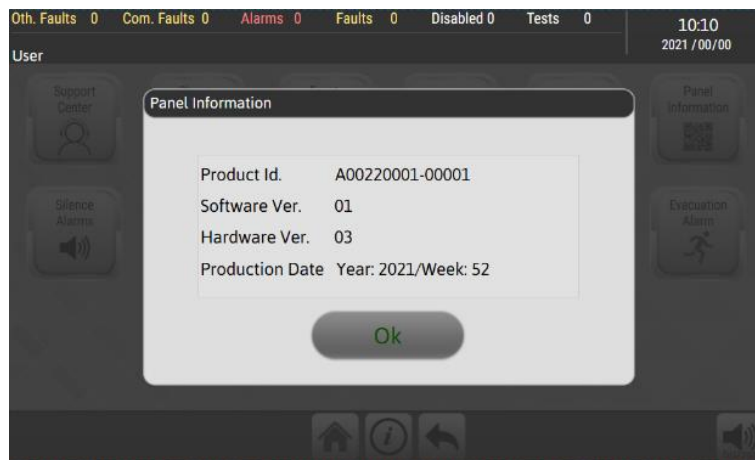 Oth. Faults 0 Com. Faults 0 Alarms 0 Faults 0 Disabled 0 Tests 0
10:10
2021 /00/00
User
Support
Center
Panel
Information
Panel Information
Product Id. A00220001-00001
Software Ver. 01
Hardware Ver. 03
Production Date Year: 2021/Week: 52
Silence
Alarms
Evacuation
Alarm
Ok